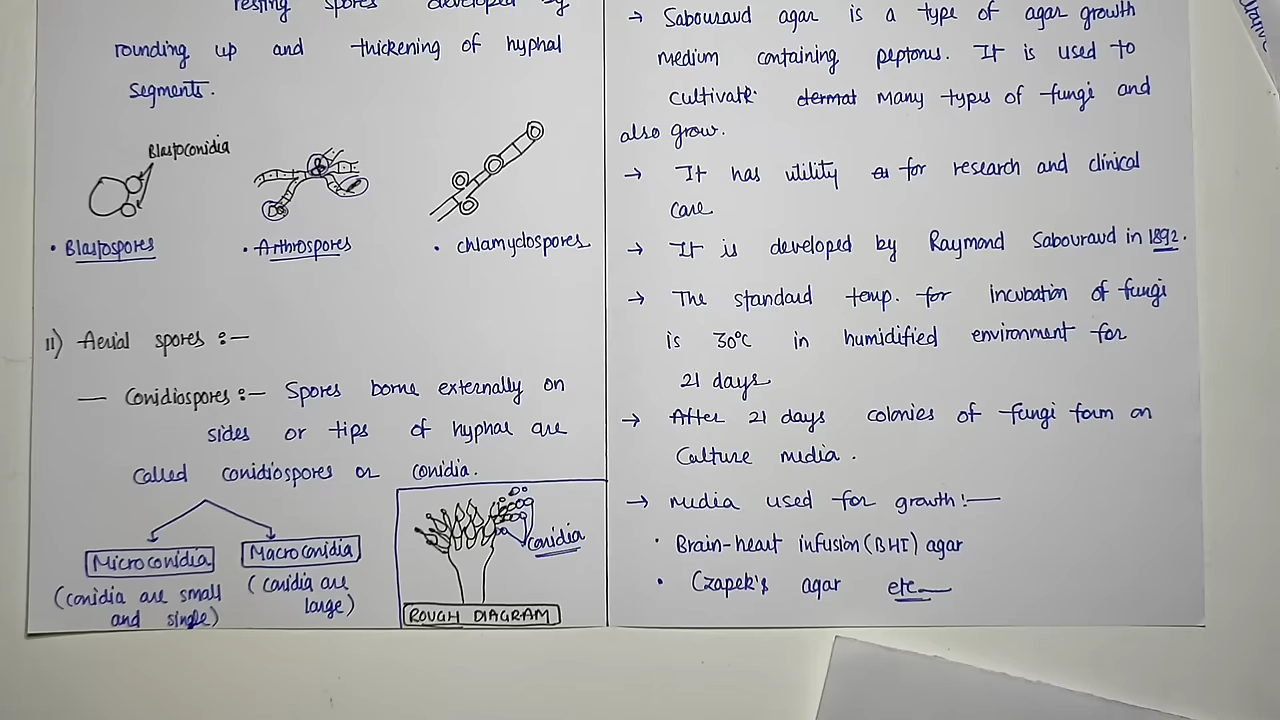 resting spores developed by
rounding up and thickening of hyphal
segments.
Blastoconidia
• Blastospores
• Arthrospores
• chlamydospores
II) Aerial spores :—
— Conidiospores :— Spores borne externally on
sides or tips of hyphae are
called conidiospores or conidia.
Microconidia
(conidia are small
and single)
Macroconidia
(conidia are
large)
conidia
ROUGH DIAGRAM
→ Sabouraud agar is a type of agar growth
medium containing peptones. It is used to
cultivate dermat many types of fungi and
also grow.
→ It has utility as for research and clinical
care
→ It is developed by Raymond Sabouraud in 1892.
→ The standard temp. for incubation of fungi
is 30°C in humidified environment for
21 days
→ After 21 days colonies of fungi form on
Culture media.
→ Media used for growth:—
• Brain-heart infusion (BHI) agar
• Czapek's agar etc—